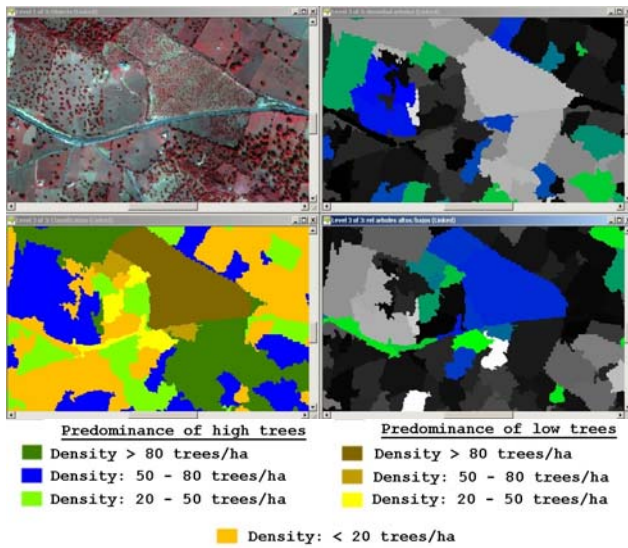 Predominance of high trees
Density > 80 trees/ha
Density: 50 - 80 trees/ha
Density: 20 - 50 trees/ha
Predominance of low trees
Density > 80 trees/ha
Density: 50 - 80 trees/ha
Density: 20 - 50 trees/ha
Density: < 20 trees/ha